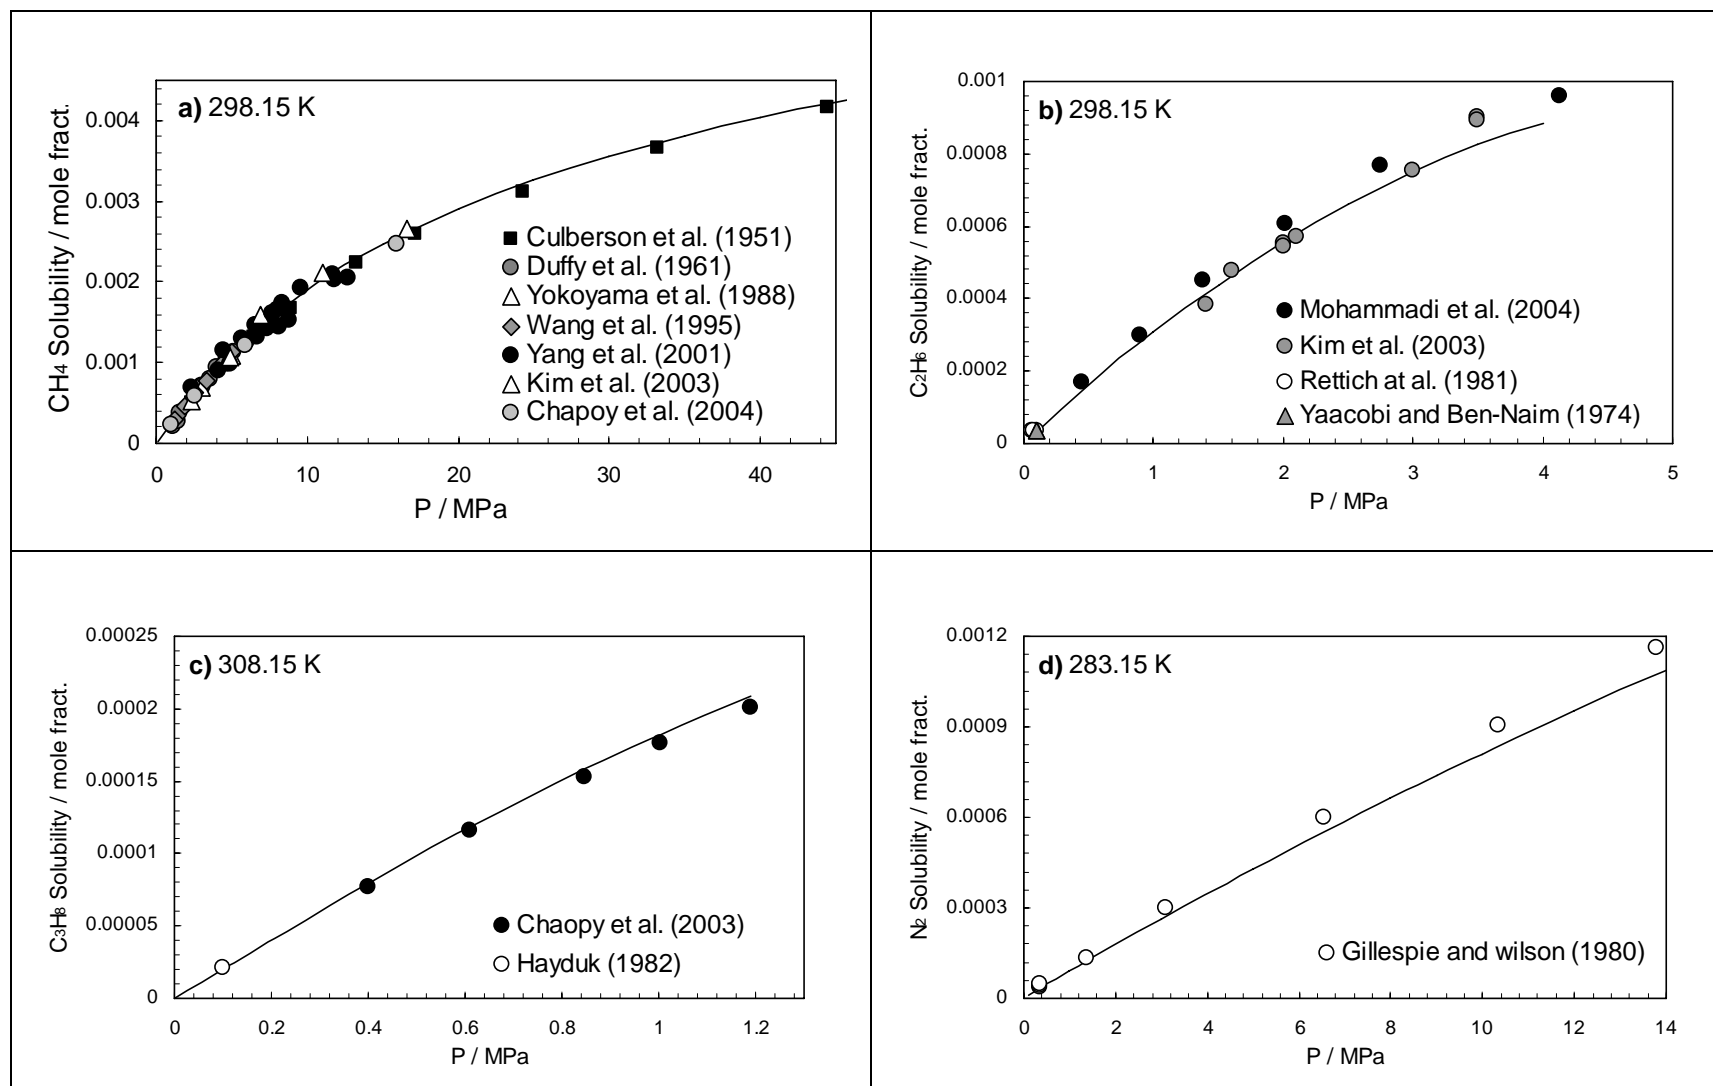 a) 298.15 K
CH4 Solubility / mole fract.
0.004
0.003
0.002
0.001
0
Culberson et al. (1951)
Duffy et al. (1961)
Yokoyama et al. (1988)
Wang et al. (1995)
Yang et al. (2001)
Kim et al. (2003)
Chapoy et al. (2004)
0 10 20 30 40
P / MPa
b) 298.15 K
C2H6 Solubility / mole fract.
0.001
0.0008
0.0006
0.0004
0.0002
0
Mohammadi et al. (2004)
Kim et al. (2003)
Rettich at al. (1981)
Yaacobi and Ben-Naim (1974)
0 1 2 3 4 5
P / MPa
c) 308.15 K
C3H8 Solubility / mole fract.
0.00025
0.0002
0.00015
0.0001
0.00005
0
Chaopy et al. (2003)
Hayduk (1982)
0 0.2 0.4 0.6 0.8 1 1.2
P / MPa
d) 283.15 K
N2 Solubility / mole fract.
0.0012
0.0009
0.0006
0.0003
0
Gillespie and wilson (1980)
0 2 4 6 8 10 12 14
P / MPa